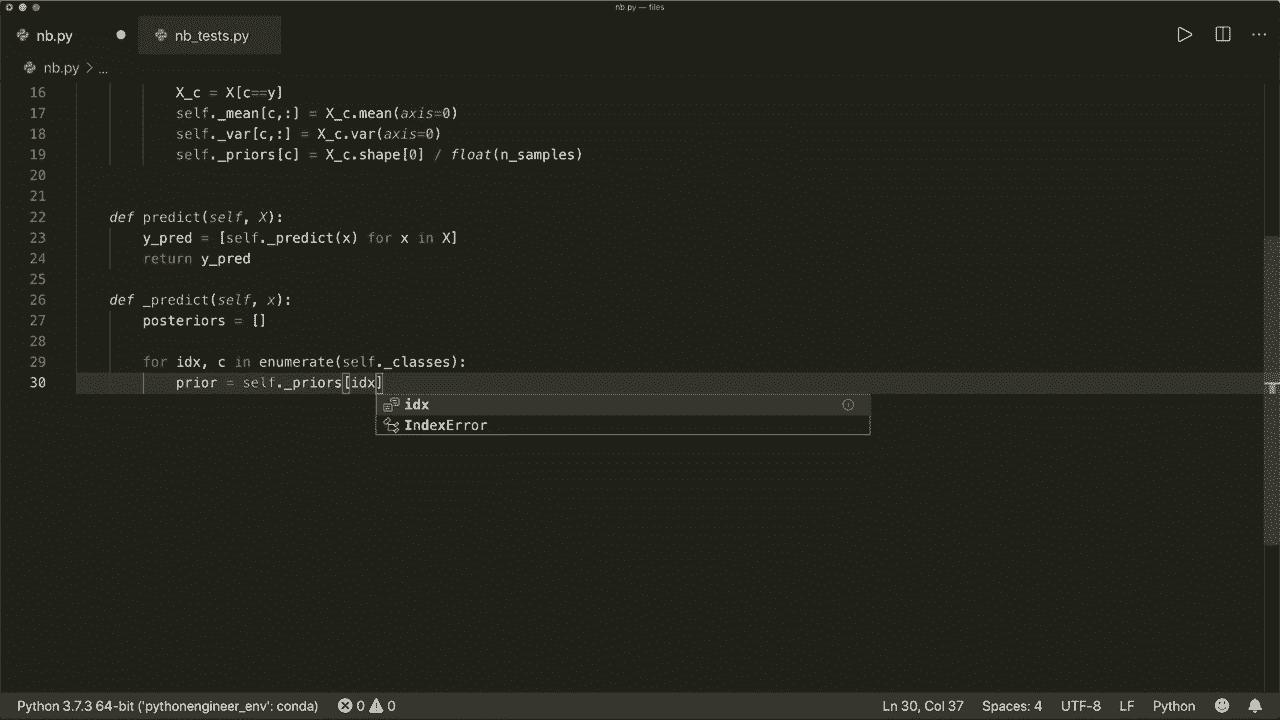 nb.py — files
nb.py nb_tests.py
nb.py > ...
16 X_c = X[c==y]
17 self._mean[c,:] = X_c.mean(axis=0)
18 self._var[c,:] = X_c.var(axis=0)
19 self._priors[c] = X_c.shape[0] / float(n_samples)
20
21
22 def predict(self, X):
23 y_pred = [self._predict(x) for x in X]
24 return y_pred
25
26 def _predict(self, x):
27 posteriors = []
28
29 for idx, c in enumerate(self._classes):
30 prior = self._priors[idx]
idx
IndexError
Python 3.7.3 64-bit ('pythonengineer_env': conda) 0 0 Ln 30, Col 37 Spaces: 4 UTF-8 LF Python